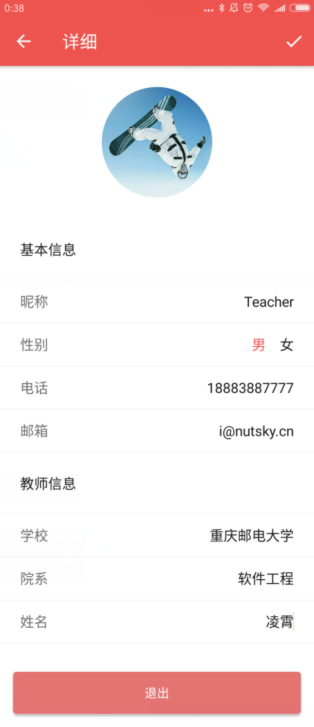 0:38
详细
基本信息
昵称 Teacher
性别 男 女
电话 18883887777
邮箱 i@nutsky.cn
教师信息
学校 重庆邮电大学
院系 软件工程
姓名 凌霄
退出